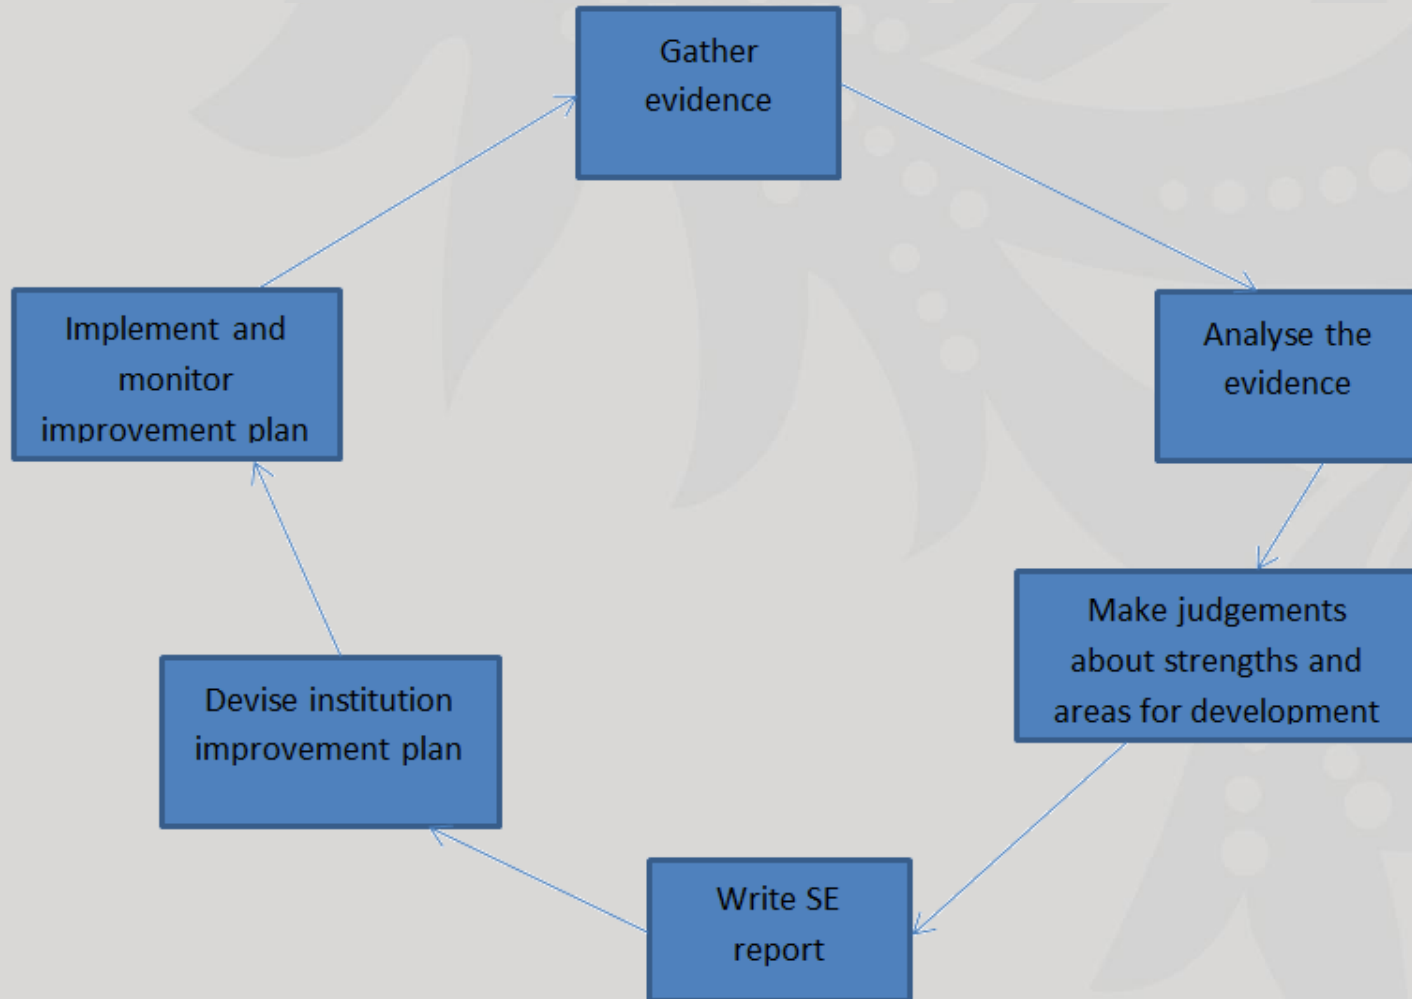 Gather
evidence
Analyse the
evidence
Make judgements
about strengths and
areas for development
Write SE
report
Devise institution
improvement plan
Implement and
monitor
improvement plan